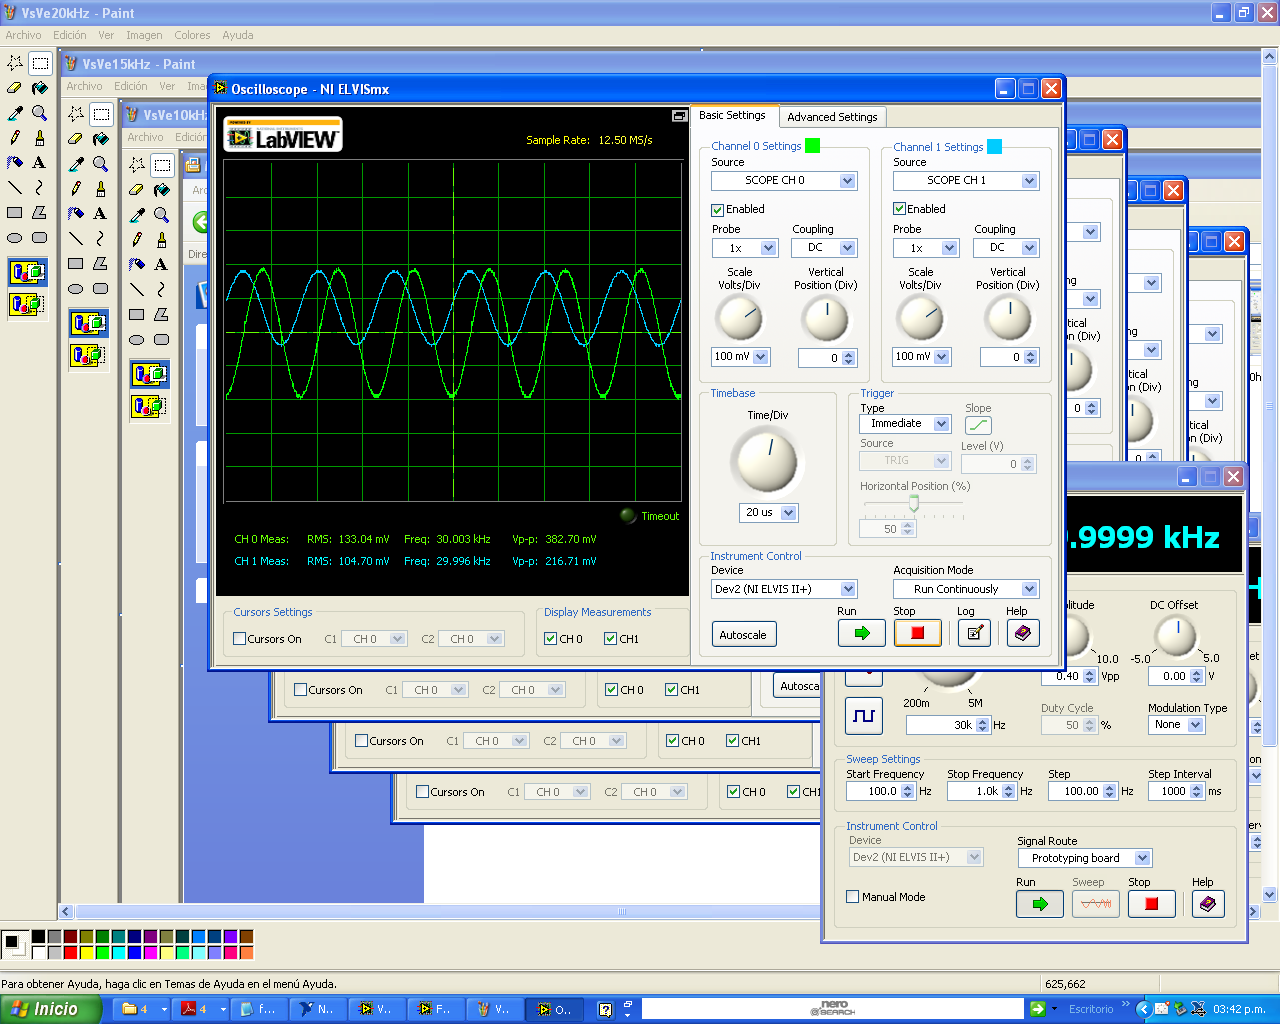 VsVe20kHz - Paint
Archivo Edición Ver Imagen Colores Ayuda
VsVe15kHz - Paint
Archivo Edición Ver
VsVe10kHz
Archivo Edición
Oscilloscope - NI ELVISmx
LabVIEW
Sample Rate: 12.50 MS/s
Basic Settings
Advanced Settings
Channel 0 Settings
Channel 1 Settings
Source
Source
SCOPE CH 0
SCOPE CH 1
Enabled
Enabled
Probe Coupling
Probe Coupling
1x DC
1x DC
Scale Volts/Div
Vertical Position (Div)
Scale Volts/Div
Vertical Position (Div)
100 mV 0
100 mV 0
Timebase
Time/Div
20 us
Trigger
Type
Slope
Immediate
Source
Level (V)
TRIG
0
Horizontal Position (%)
50
Timeout
CH 0 Meas: RMS: 133.04 mV Freq: 30.003 kHz Vp-p: 382.70 mV
CH 1 Meas: RMS: 104.70 mV Freq: 29.996 kHz Vp-p: 216.71 mV
Instrument Control
Device
Acquisition Mode
Dev2 (NI ELVIS II+)
Run Continuously
Run Stop Log Help
Autoscale
Cursors Settings
Display Measurements
Cursors On C1 CH 0 C2 CH 0
CH 0 CH1
Cursors On C1 CH 0 C2 CH 0
CH 0 CH1
Cursors On C1 CH 0 C2 CH 0
CH 0 CH1
Cursors On C1 CH 0 C2 CH 0
CH 0 CH1
.9999 kHz
DC Offset
10.0 -5.0 5.0
0.40 Vpp
0.00 V
200m 5M
30k Hz
Duty Cycle
50 %
Modulation Type
None
Sweep Settings
Start Frequency Stop Frequency Step Step Interval
100.0 Hz 1.0k Hz 100.00 Hz 1000 ms
Instrument Control
Device
Signal Route
Dev2 (NI ELVIS II+)
Prototyping board
Manual Mode
Run Sweep Stop Help
Para obtener Ayuda, haga clic en Temas de Ayuda en el menú Ayuda.
625,662
Inicio
4
4
f...
N..
V..
F..
V..
O..
nero
SEARCH
Escritorio
03:42 p.m.